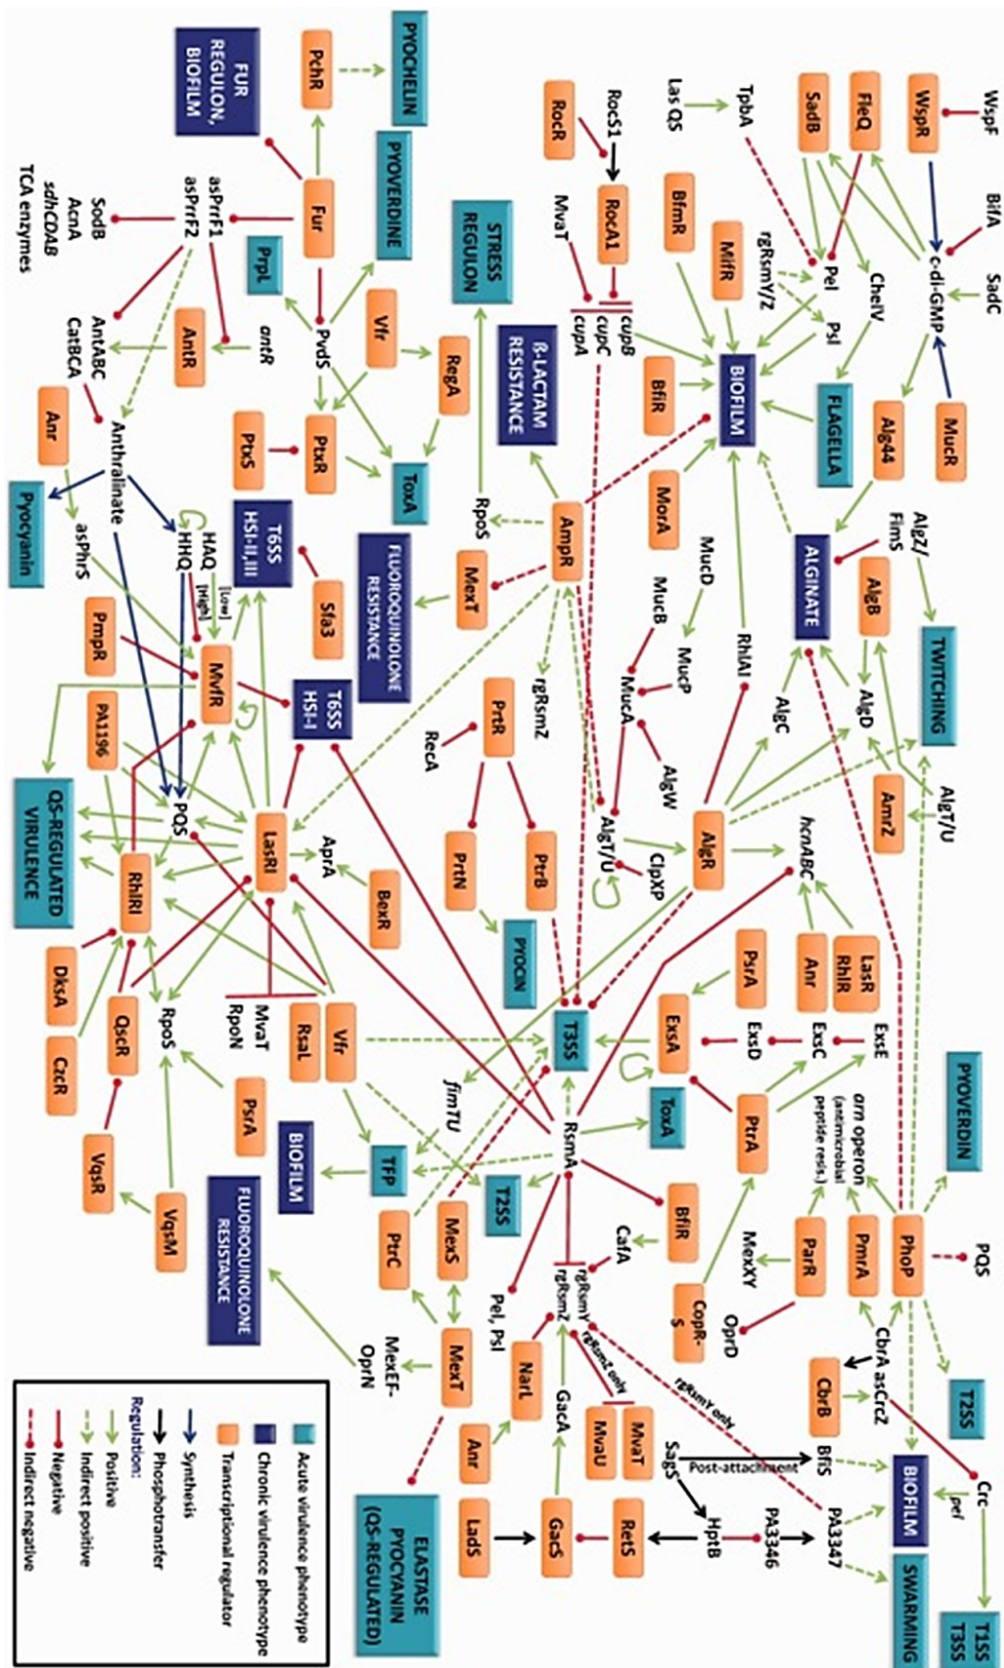 WspF
BifA
SadC
WspR
c-di-GMP
MucR
FleQ
SadB
ChelV
Alg44
TpbA
Las QS
Pel
Psl
FLAGELLA
rgRsmY/Z
MifR
BfmR
BIOFILM
RocS1
RocA1
RocR
MvaT
cupB
cupC
cupA
BfiR
MorA
AlgZ/
FimS
ALGINATE
AlgB
TWITCHING
AlgD
AlgC
AmrZ
AlgT/U
RhlAI
MucD
MucB
MucP
MucA
AlgW
AlgT/U
ClpXP
AlgR
hcnABC
LasR
RhlR
Anr
PsrA
ExsA
ExsD
ExsC
ExsE
PtrA
ToxA
T3SS
PYOVERDIN
arn operon
(antimicrobial
peptide resis.)
PhoP
PQS
PmrA
ParR
MexXY
OprD
CopR-
S
CbrA
asCrzZ
CbrB
T2SS
Crc
pel
BIOFILM
T1SS
T3SS
SWARMING
BfiS
PA3347
PA3346
HptB
SagS
Post-attachment
RetS
GacS
LadS
GacA
MvaT
MvaU
rgRsmY only
rgRsmZ only
rgRsmY
rgRsmZ
NarL
Anr
CafA
BfiR
RsmA
Pel, Psl
T2SS
TFP
fimTU
MexS
PtrC
MexT
MexEF-
OprN
FLUOROQUINOLONE
RESISTANCE
BIOFILM
ELASTASE
PYOCYANIN
(QS-REGULATED)
STRESS
REGULON
ß-LACTAM
RESISTANCE
RpoS
AmpR
MexT
FLUOROQUINOLONE
RESISTANCE
rgRsmZ
PrtR
RecA
PrtN
PtrB
PYOCIN
PYOCHELIN
PchR
PYOVERDINE
FUR
REGULON,
BIOFILM
Fur
PrpL
PvdS
Vfr
RegA
ToxA
PtxR
PtxS
asPrrF1
asPrrF2
SodB
AcnA
sdhCDAB
TCA enzymes
antR
AntR
AntABC
CatBCA
Anr
Anthralinate
Pyocyanin
asPhrS
HAQ
HHQ
[Low]
[High]
T6SS
HSI-II,III
Sfa3
T6SS
HSI-I
MvfR
PmpR
PA1196
PQS
LasRI
AprA
BexR
RhlRI
QS-REGULATED
VIRULENCE
DksA
CzcR
QscR
RpoS
MvaT
RpoN
RsaL
Vfr
PsrA
VqsR
VqsM
Acute virulence phenotype
Chronic virulence phenotype
Transcriptional regulator
Synthesis
Phosphotransfer
Regulation:
Positive
Indirect positive
Negative
Indirect negative